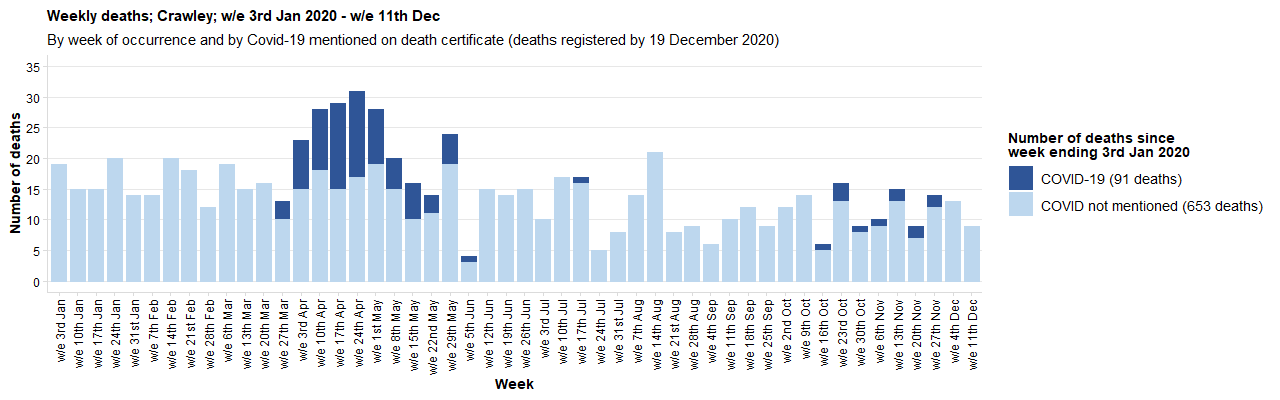 Weekly deaths; Crawley; w/e 3rd Jan 2020 - w/e 11th Dec
By week of occurrence and by Covid-19 mentioned on death certificate (deaths registered by 19 December 2020)
Number of deaths
35
30
25
20
15
10
5
0
w/e 3rd Jan
w/e 10th Jan
w/e 17th Jan
w/e 24th Jan
w/e 31st Jan
w/e 7th Feb
w/e 14th Feb
w/e 21st Feb
w/e 28th Feb
w/e 6th Mar
w/e 13th Mar
w/e 20th Mar
w/e 27th Mar
w/e 3rd Apr
w/e 10th Apr
w/e 17th Apr
w/e 24th Apr
w/e 1st May
w/e 8th May
w/e 15th May
w/e 22nd May
w/e 29th May
w/e 5th Jun
w/e 12th Jun
w/e 19th Jun
w/e 26th Jun
w/e 3rd Jul
w/e 10th Jul
w/e 17th Jul
w/e 24th Jul
w/e 31st Jul
w/e 7th Aug
w/e 14th Aug
w/e 21st Aug
w/e 28th Aug
w/e 4th Sep
w/e 11th Sep
w/e 18th Sep
w/e 25th Sep
w/e 2nd Oct
w/e 9th Oct
w/e 16th Oct
w/e 23rd Oct
w/e 30th Oct
w/e 6th Nov
w/e 13th Nov
w/e 20th Nov
w/e 27th Nov
w/e 4th Dec
w/e 11th Dec
Week
Number of deaths since
week ending 3rd Jan 2020
COVID-19 (91 deaths)
COVID not mentioned (653 deaths)